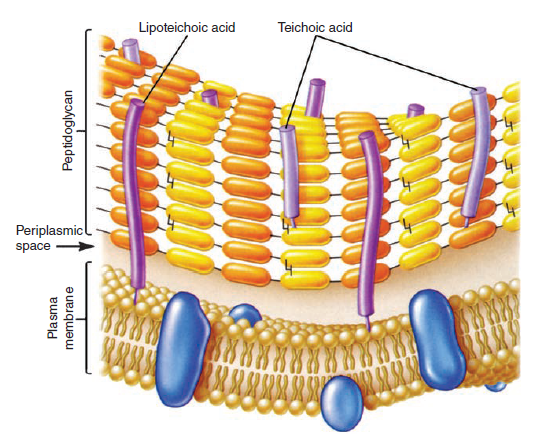 Lipoteichoic acid
Teichoic acid
Peptidoglycan
Periplasmic
space
Plasma
membrane